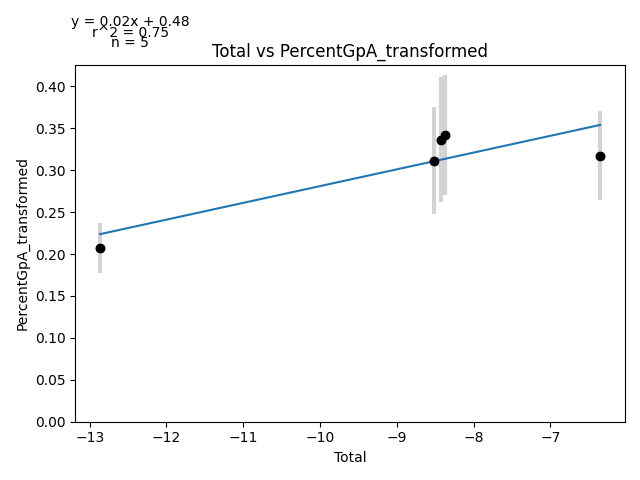 y = 0.02x + 0.48
r^2 = 0.75
n = 5
Total vs PercentGpA_transformed
PercentGpA_transformed
0.40
0.35
0.30
0.25
0.20
0.15
0.10
0.05
0.00
−13 −12 −11 −10 −9 −8 −7
Total